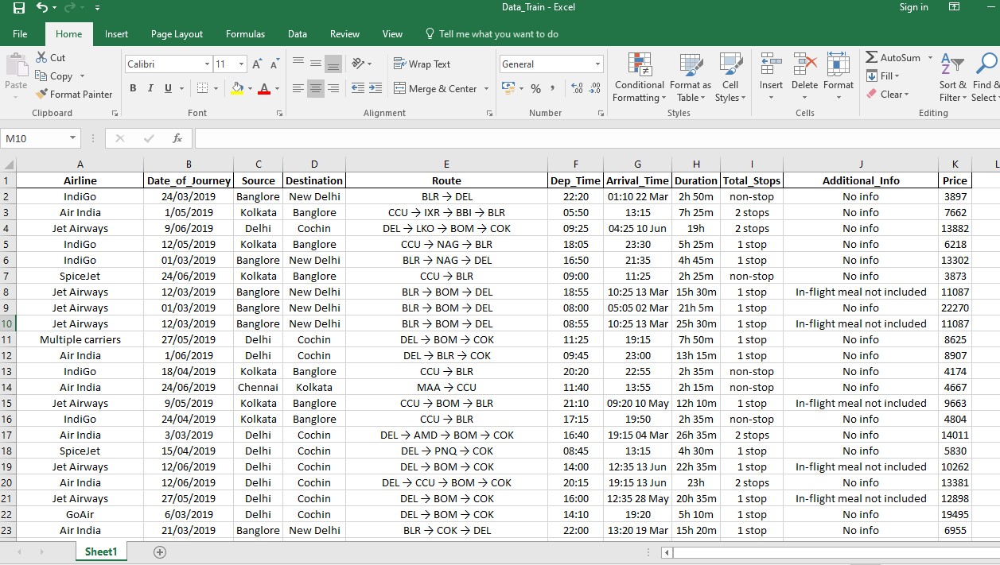 Data_Train - Excel
Sign in
File Home Insert Page Layout Formulas Data Review View Tell me what you want to do
Paste
Cut
Copy
Format Painter
Clipboard
Calibri 11
B I U
Font
Wrap Text
Merge & Center
Alignment
General
%
Number
Conditional Formatting
Format as Table
Cell Styles
Styles
Insert Delete Format
Cells
AutoSum
Fill
Clear
Sort & Filter
Find & Select
Editing
M10 fx
A B C D E F G H I J K L
1 Airline Date_of_Journey Source Destination Route Dep_Time Arrival_Time Duration Total_Stops Additional_Info Price
2 IndiGo 24/03/2019 Banglore New Delhi BLR → DEL 22:20 01:10 22 Mar 2h 50m non-stop No info 3897
3 Air India 1/05/2019 Kolkata Banglore CCU → IXR → BBI → BLR 05:50 13:15 7h 25m 2 stops No info 7662
4 Jet Airways 9/06/2019 Delhi Cochin DEL → LKO → BOM → COK 09:25 04:25 10 Jun 19h 2 stops No info 13882
5 IndiGo 12/05/2019 Kolkata Banglore CCU → NAG → BLR 18:05 23:30 5h 25m 1 stop No info 6218
6 IndiGo 01/03/2019 Banglore New Delhi BLR → NAG → DEL 16:50 21:35 4h 45m 1 stop No info 13302
7 SpiceJet 24/06/2019 Kolkata Banglore CCU → BLR 09:00 11:25 2h 25m non-stop No info 3873
8 Jet Airways 12/03/2019 Banglore New Delhi BLR → BOM → DEL 18:55 10:25 13 Mar 15h 30m 1 stop In-flight meal not included 11087
9 Jet Airways 01/03/2019 Banglore New Delhi BLR → BOM → DEL 08:00 05:05 02 Mar 21h 5m 1 stop No info 22270
10 Jet Airways 12/03/2019 Banglore New Delhi BLR → BOM → DEL 08:55 10:25 13 Mar 25h 30m 1 stop In-flight meal not included 11087
11 Multiple carriers 27/05/2019 Delhi Cochin DEL → BOM → COK 11:25 19:15 7h 50m 1 stop No info 8625
12 Air India 1/06/2019 Delhi Cochin DEL → BLR → COK 09:45 23:00 13h 15m 1 stop No info 8907
13 IndiGo 18/04/2019 Kolkata Banglore CCU → BLR 20:20 22:55 2h 35m non-stop No info 4174
14 Air India 24/06/2019 Chennai Kolkata MAA → CCU 11:40 13:55 2h 15m non-stop No info 4667
15 Jet Airways 9/05/2019 Kolkata Banglore CCU → BOM → BLR 21:10 09:20 10 May 12h 10m 1 stop In-flight meal not included 9663
16 IndiGo 24/04/2019 Kolkata Banglore CCU → BLR 17:15 19:50 2h 35m non-stop No info 4804
17 Air India 3/03/2019 Delhi Cochin DEL → AMD → BOM → COK 16:40 19:15 04 Mar 26h 35m 2 stops No info 14011
18 SpiceJet 15/04/2019 Delhi Cochin DEL → PNQ → COK 08:45 13:15 4h 30m 1 stop No info 5830
19 Jet Airways 12/06/2019 Delhi Cochin DEL → BOM → COK 14:00 12:35 13 Jun 22h 35m 1 stop In-flight meal not included 10262
20 Air India 12/06/2019 Delhi Cochin DEL → CCU → BOM → COK 20:15 19:15 13 Jun 23h 2 stops No info 13381
21 Jet Airways 27/05/2019 Delhi Cochin DEL → BOM → COK 16:00 12:35 28 May 20h 35m 1 stop In-flight meal not included 12898
22 GoAir 6/03/2019 Delhi Cochin DEL → BOM → COK 14:10 19:20 5h 10m 1 stop No info 19495
23 Air India 21/03/2019 Banglore New Delhi BLR → COK → DEL 22:00 13:20 19 Mar 15h 20m 1 stop No info 6955
Sheet1